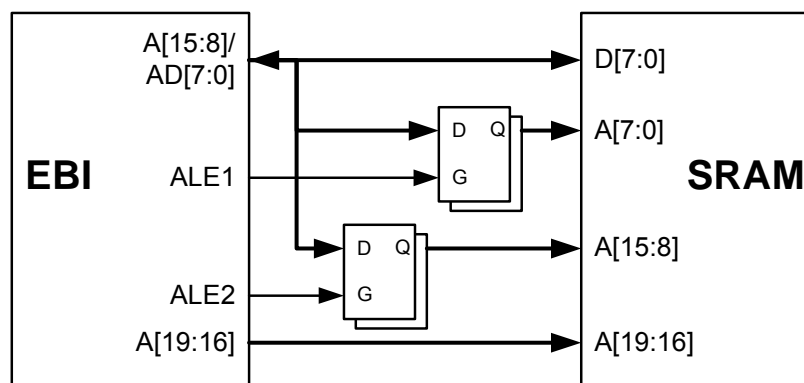 A[15:8]/
AD[7:0]
D[7:0]
D Q
A[7:0]
EBI
ALE1
G
SRAM
D Q
A[15:8]
ALE2
G
A[19:16]
A[19:16]